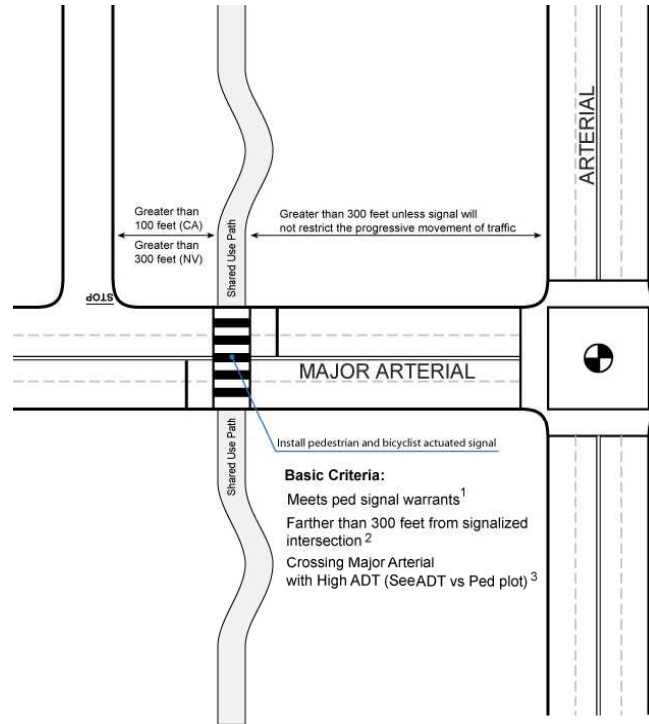 ARTERIAL
Greater than
100 feet (CA)
Greater than
300 feet (NV)
Shared Use Path
Greater than 300 feet unless signal will
not restrict the progressive movement of traffic
STOP
MAJOR ARTERIAL
Shared Use Path
Install pedestrian and bicyclist actuated signal
Basic Criteria:
Meets ped signal warrants1
Farther than 300 feet from signalized
intersection 2
Crossing Major Arterial
with High ADT (SeeADT vs Ped plot) 3